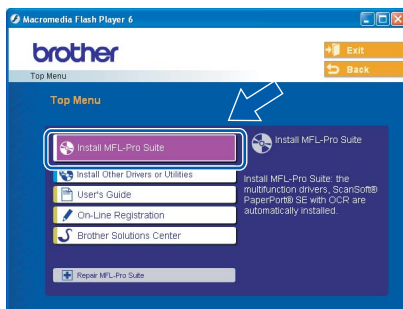 Macromedia Flash Player 6
brother
Exit
Back
Top Menu
Top Menu
Install MFL-Pro Suite
Install Other Drivers or Utilities
User's Guide
On-Line Registration
Brother Solutions Center
Repair MFL-Pro Suite
Install MFL-Pro Suite
Install MFL-Pro Suite: the
multifunction drivers, ScanSoft®
PaperPort® SE with OCR are
automatically installed.